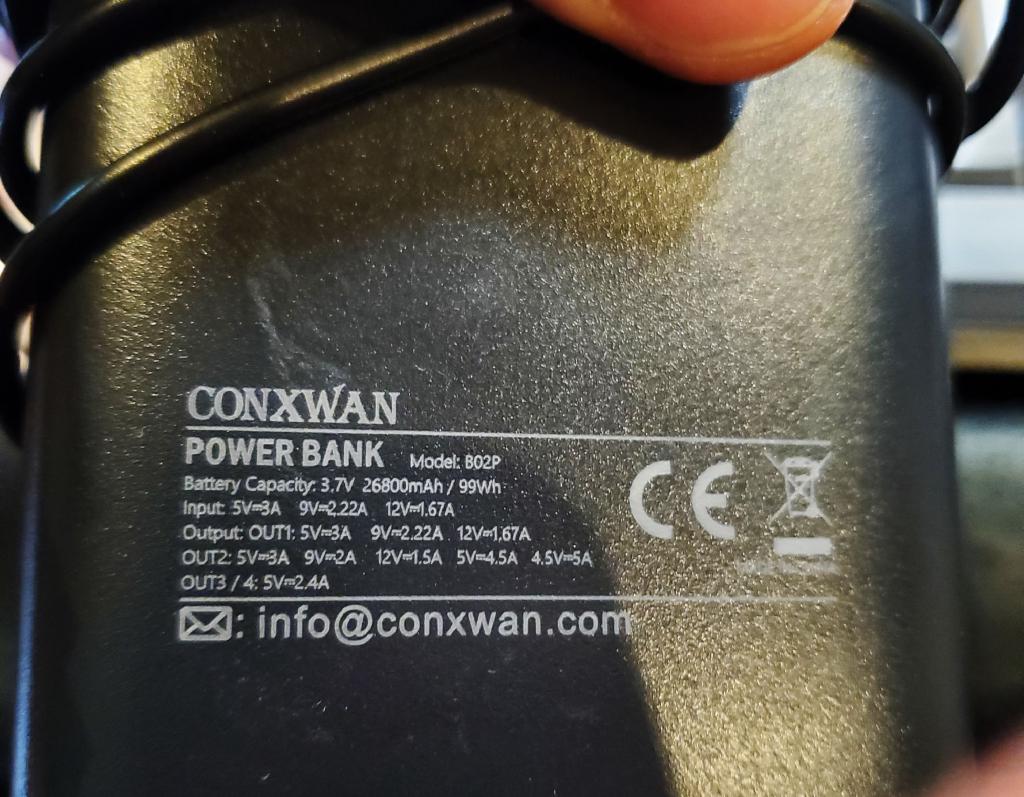 CONXWAN
POWER BANK Model: B02P
Battery Capacity: 3.7V 26800mAh / 99Wh
Input: 5V⎓3A 9V⎓2.22A 12V⎓1.67A
Output: OUT1: 5V⎓3A 9V⎓2.22A 12V⎓1.67A
OUT2: 5V⎓3A 9V⎓2A 12V⎓1.5A 5V⎓4.5A 4.5V⎓5A
OUT3 / 4: 5V⎓2.4A
CE
: info@conxwan.com